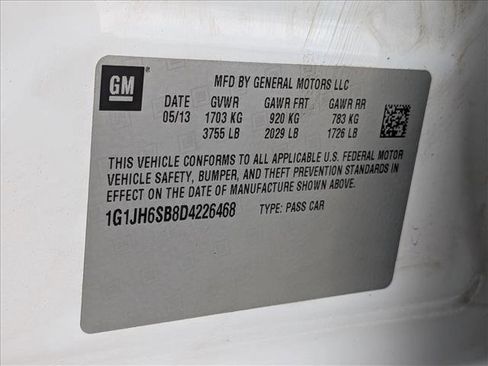 GM
MFD BY GENERAL MOTORS LLC
DATE GVWR GAWR FRT GAWR RR
05/13 1703 KG 920 KG 783 KG
3755 LB 2029 LB 1726 LB
THIS VEHICLE CONFORMS TO ALL APPLICABLE U.S. FEDERAL MOTOR
VEHICLE SAFETY, BUMPER, AND THEFT PREVENTION STANDARDS IN
EFFECT ON THE DATE OF MANUFACTURE SHOWN ABOVE.
1G1JH6SB8D4226468 TYPE: PASS CAR